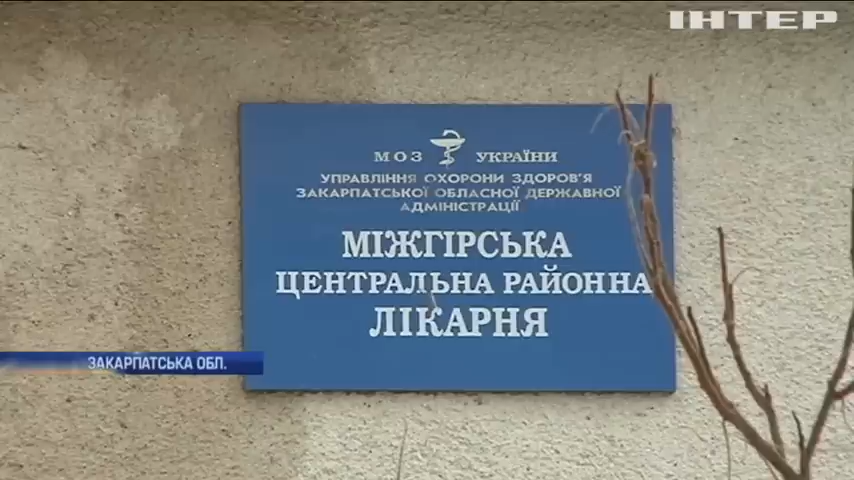 ІНТЕР
МОЗ УКРАЇНИ
УПРАВЛІННЯ ОХОРОНИ ЗДОРОВ'Я
ЗАКАРПАТСЬКОЇ ОБЛАСНОЇ ДЕРЖАВНОЇ
АДМІНІСТРАЦІЇ
МІЖГІРСЬКА
ЦЕНТРАЛЬНА РАЙОННА
ЛІКАРНЯ
ЗАКАРПАТСЬКА ОБЛ.